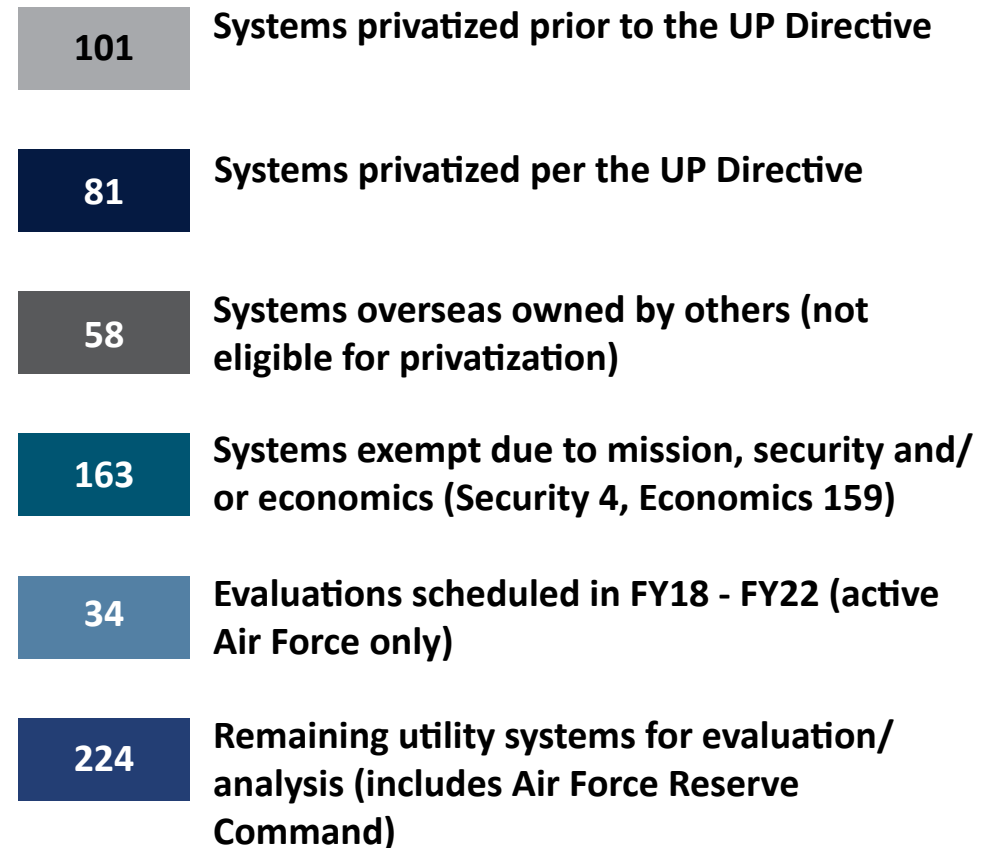 101
Systems privatized prior to the UP Directive
81
Systems privatized per the UP Directive
58
Systems overseas owned by others (not
eligible for privatization)
163
Systems exempt due to mission, security and/
or economics (Security 4, Economics 159)
34
Evaluations scheduled in FY18 - FY22 (active
Air Force only)
224
Remaining utility systems for evaluation/
analysis (includes Air Force Reserve
Command)